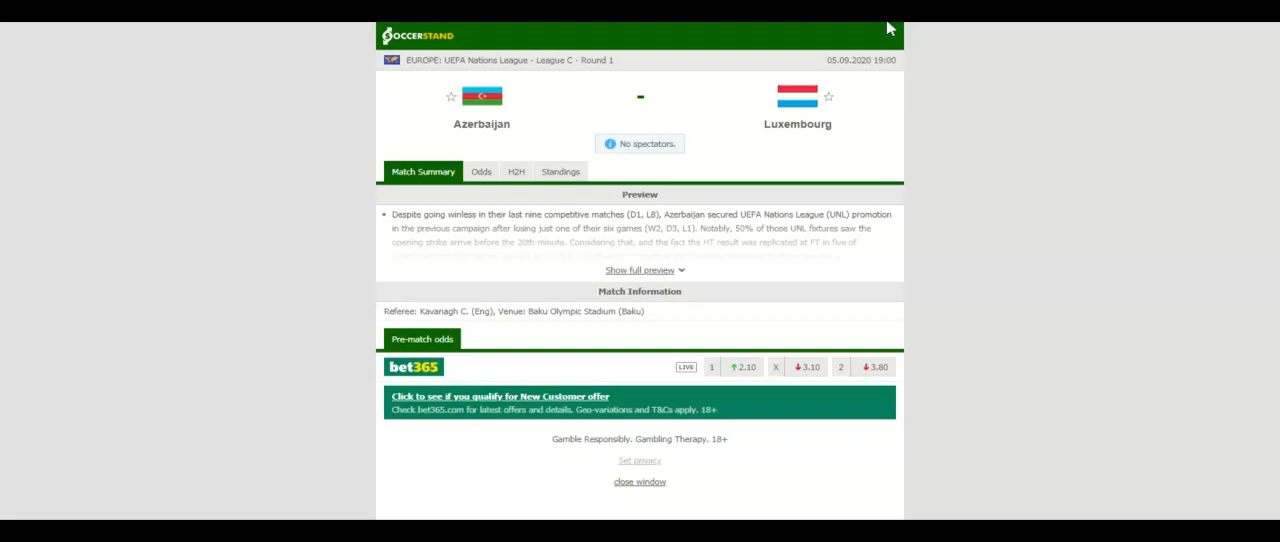 SOCCERSTAND
EUROPE: UEFA Nations League - League C - Round 1 05.09.2020 19:00
-
Azerbaijan Luxembourg
No spectators.
Match Summary Odds H2H Standings
Preview
Despite going winless in their last nine competitive matches (D1, L8), Azerbaijan secured UEFA Nations League (UNL) promotion
in the previous campaign after losing just one of their six games (W2, D3, L1). Notably, 50% of those UNL fixtures saw the
opening strike arrive before the 20th minute. Considering that, and the fact the HT result was replicated at FT in five of
Show full preview
Match Information
Referee: Kavanagh C. (Eng), Venue: Baku Olympic Stadium (Baku)
Pre-match odds
bet365 LIVE 1 2.10 X 3.10 2 3.80
Click to see if you qualify for New Customer offer
Check bet365.com for latest offers and details. Geo-variations and T&Cs apply. 18+
Gamble Responsibly. Gambling Therapy. 18+
Set privacy
close window